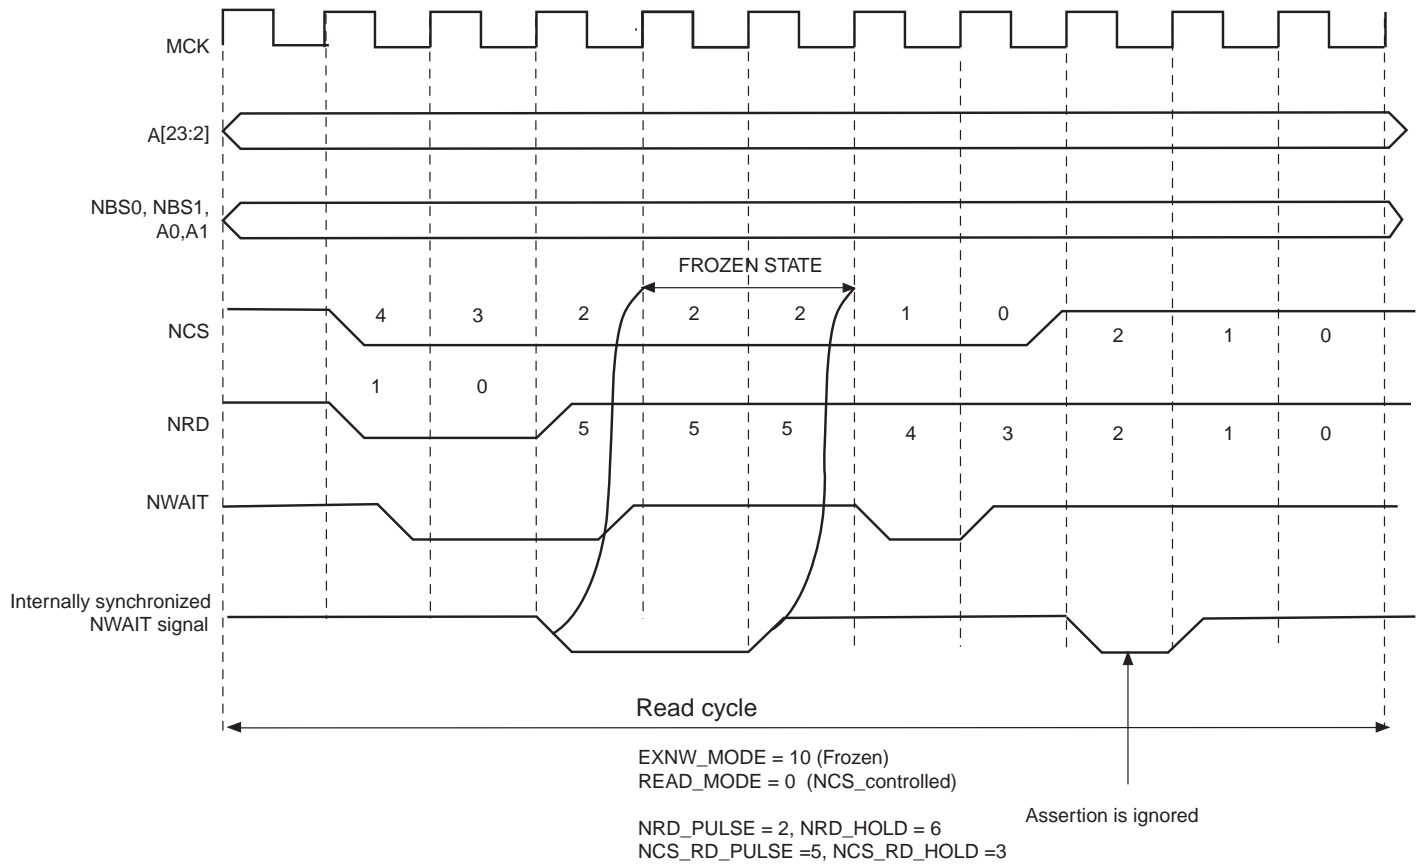 MCK
A[23:2]
NBS0, NBS1,
A0,A1
FROZEN STATE
NCS
4 3 2 2 2 1 0
2 1 0
1 0
NRD
5 5 5 4 3 2 1 0
NWAIT
Internally synchronized
NWAIT signal
Read cycle
EXNW_MODE = 10 (Frozen)
READ_MODE = 0 (NCS_controlled)
Assertion is ignored
NRD_PULSE = 2, NRD_HOLD = 6
NCS_RD_PULSE =5, NCS_RD_HOLD =3